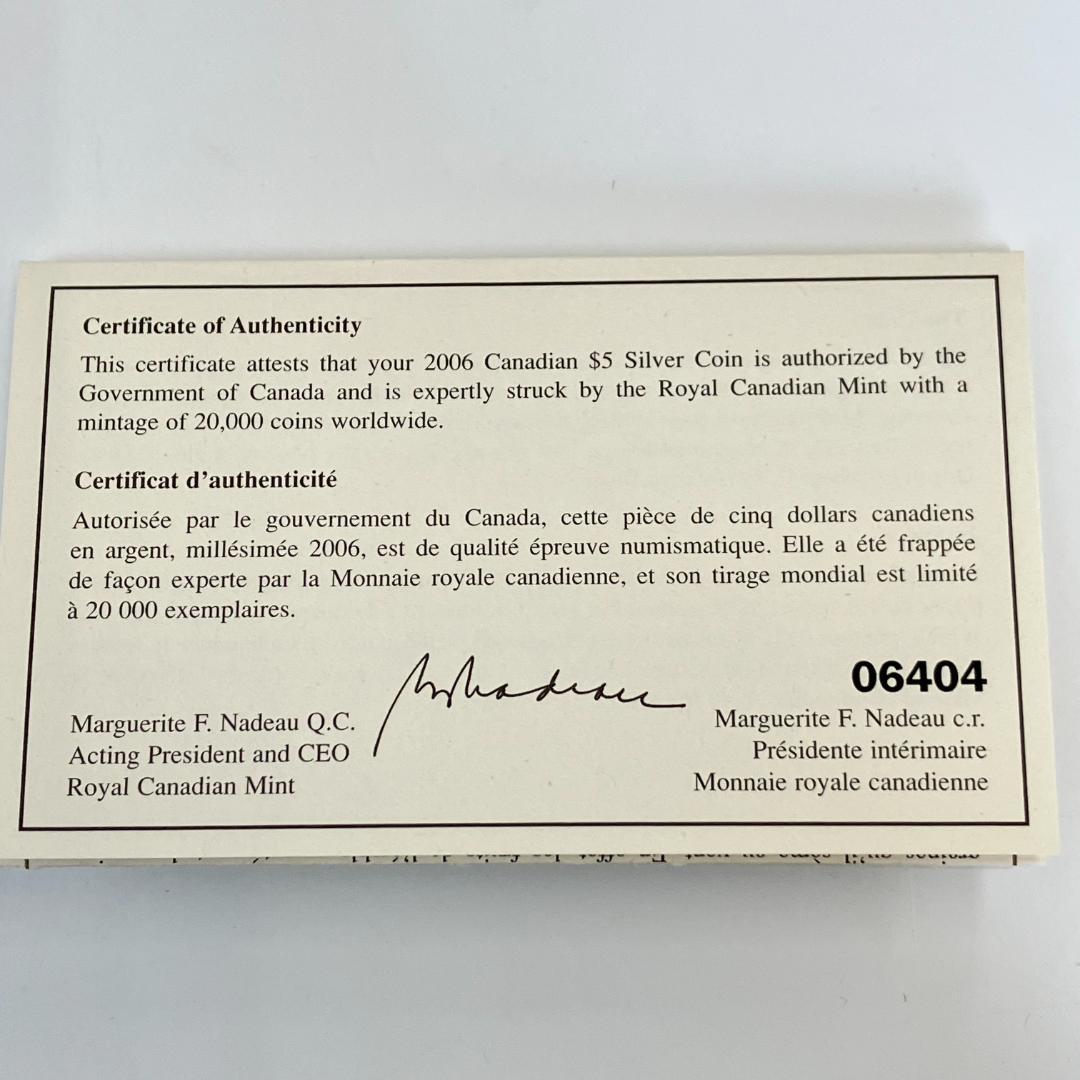 Certificate of Authenticity
This certificate attests that your 2006 Canadian $5 Silver Coin is authorized by the
Government of Canada and is expertly struck by the Royal Canadian Mint with a
mintage of 20,000 coins worldwide.
Certificat d'authenticité
Autorisée par le gouvernement du Canada, cette pièce de cinq dollars canadiens
en argent, millésimée 2006, est de qualité épreuve numismatique. Elle a été frappée
de façon experte par la Monnaie royale canadienne, et son tirage mondial est limité
à 20 000 exemplaires.
06404
Marguerite F. Nadeau Q.C.
Acting President and CEO
Royal Canadian Mint
Marguerite F. Nadeau c.r.
Présidente intérimaire
Monnaie royale canadienne